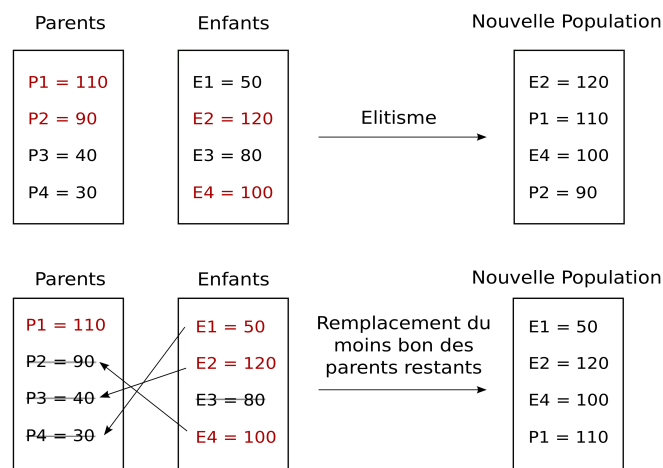 Parents
Enfants
Nouvelle Population
P1 = 110
P2 = 90
P3 = 40
P4 = 30
E1 = 50
E2 = 120
E3 = 80
E4 = 100
Elitisme
E2 = 120
P1 = 110
E4 = 100
P2 = 90
Parents
Enfants
Nouvelle Population
P1 = 110
P2 = 90
P3 = 40
P4 = 30
E1 = 50
E2 = 120
E3 = 80
E4 = 100
Remplacement du
moins bon des
parents restants
E1 = 50
E2 = 120
E4 = 100
P1 = 110